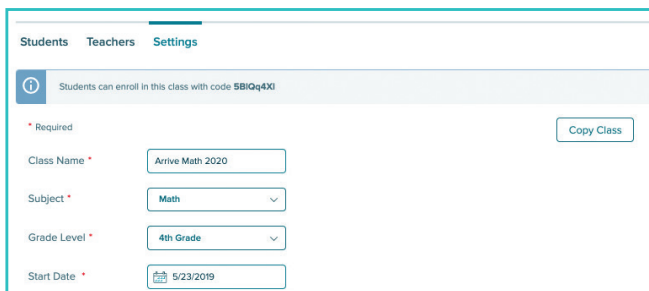 Students Teachers Settings
Students can enroll in this class with code 5BlQq4Xl
* Required
Copy Class
Class Name * Arrive Math 2020
Subject * Math
Grade Level * 4th Grade
Start Date * 5/23/2019